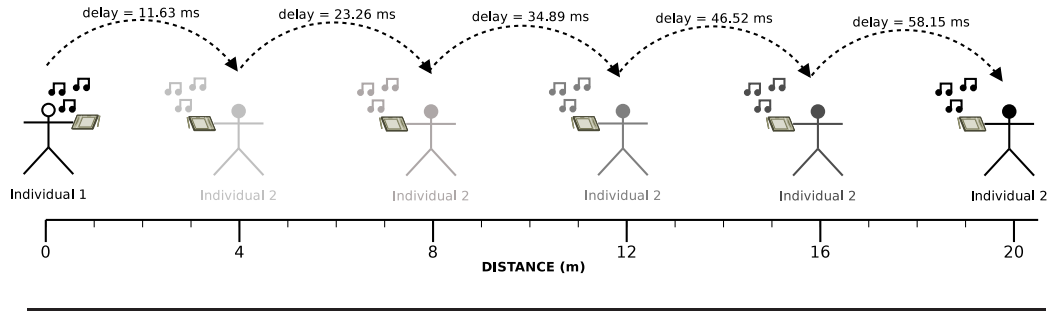 delay = 11.63 ms
delay = 23.26 ms
delay = 34.89 ms
delay = 46.52 ms
delay = 58.15 ms
Individual 1
Individual 2
Individual 2
Individual 2
Individual 2
Individual 2
0
4
8
12
16
20
DISTANCE (m)